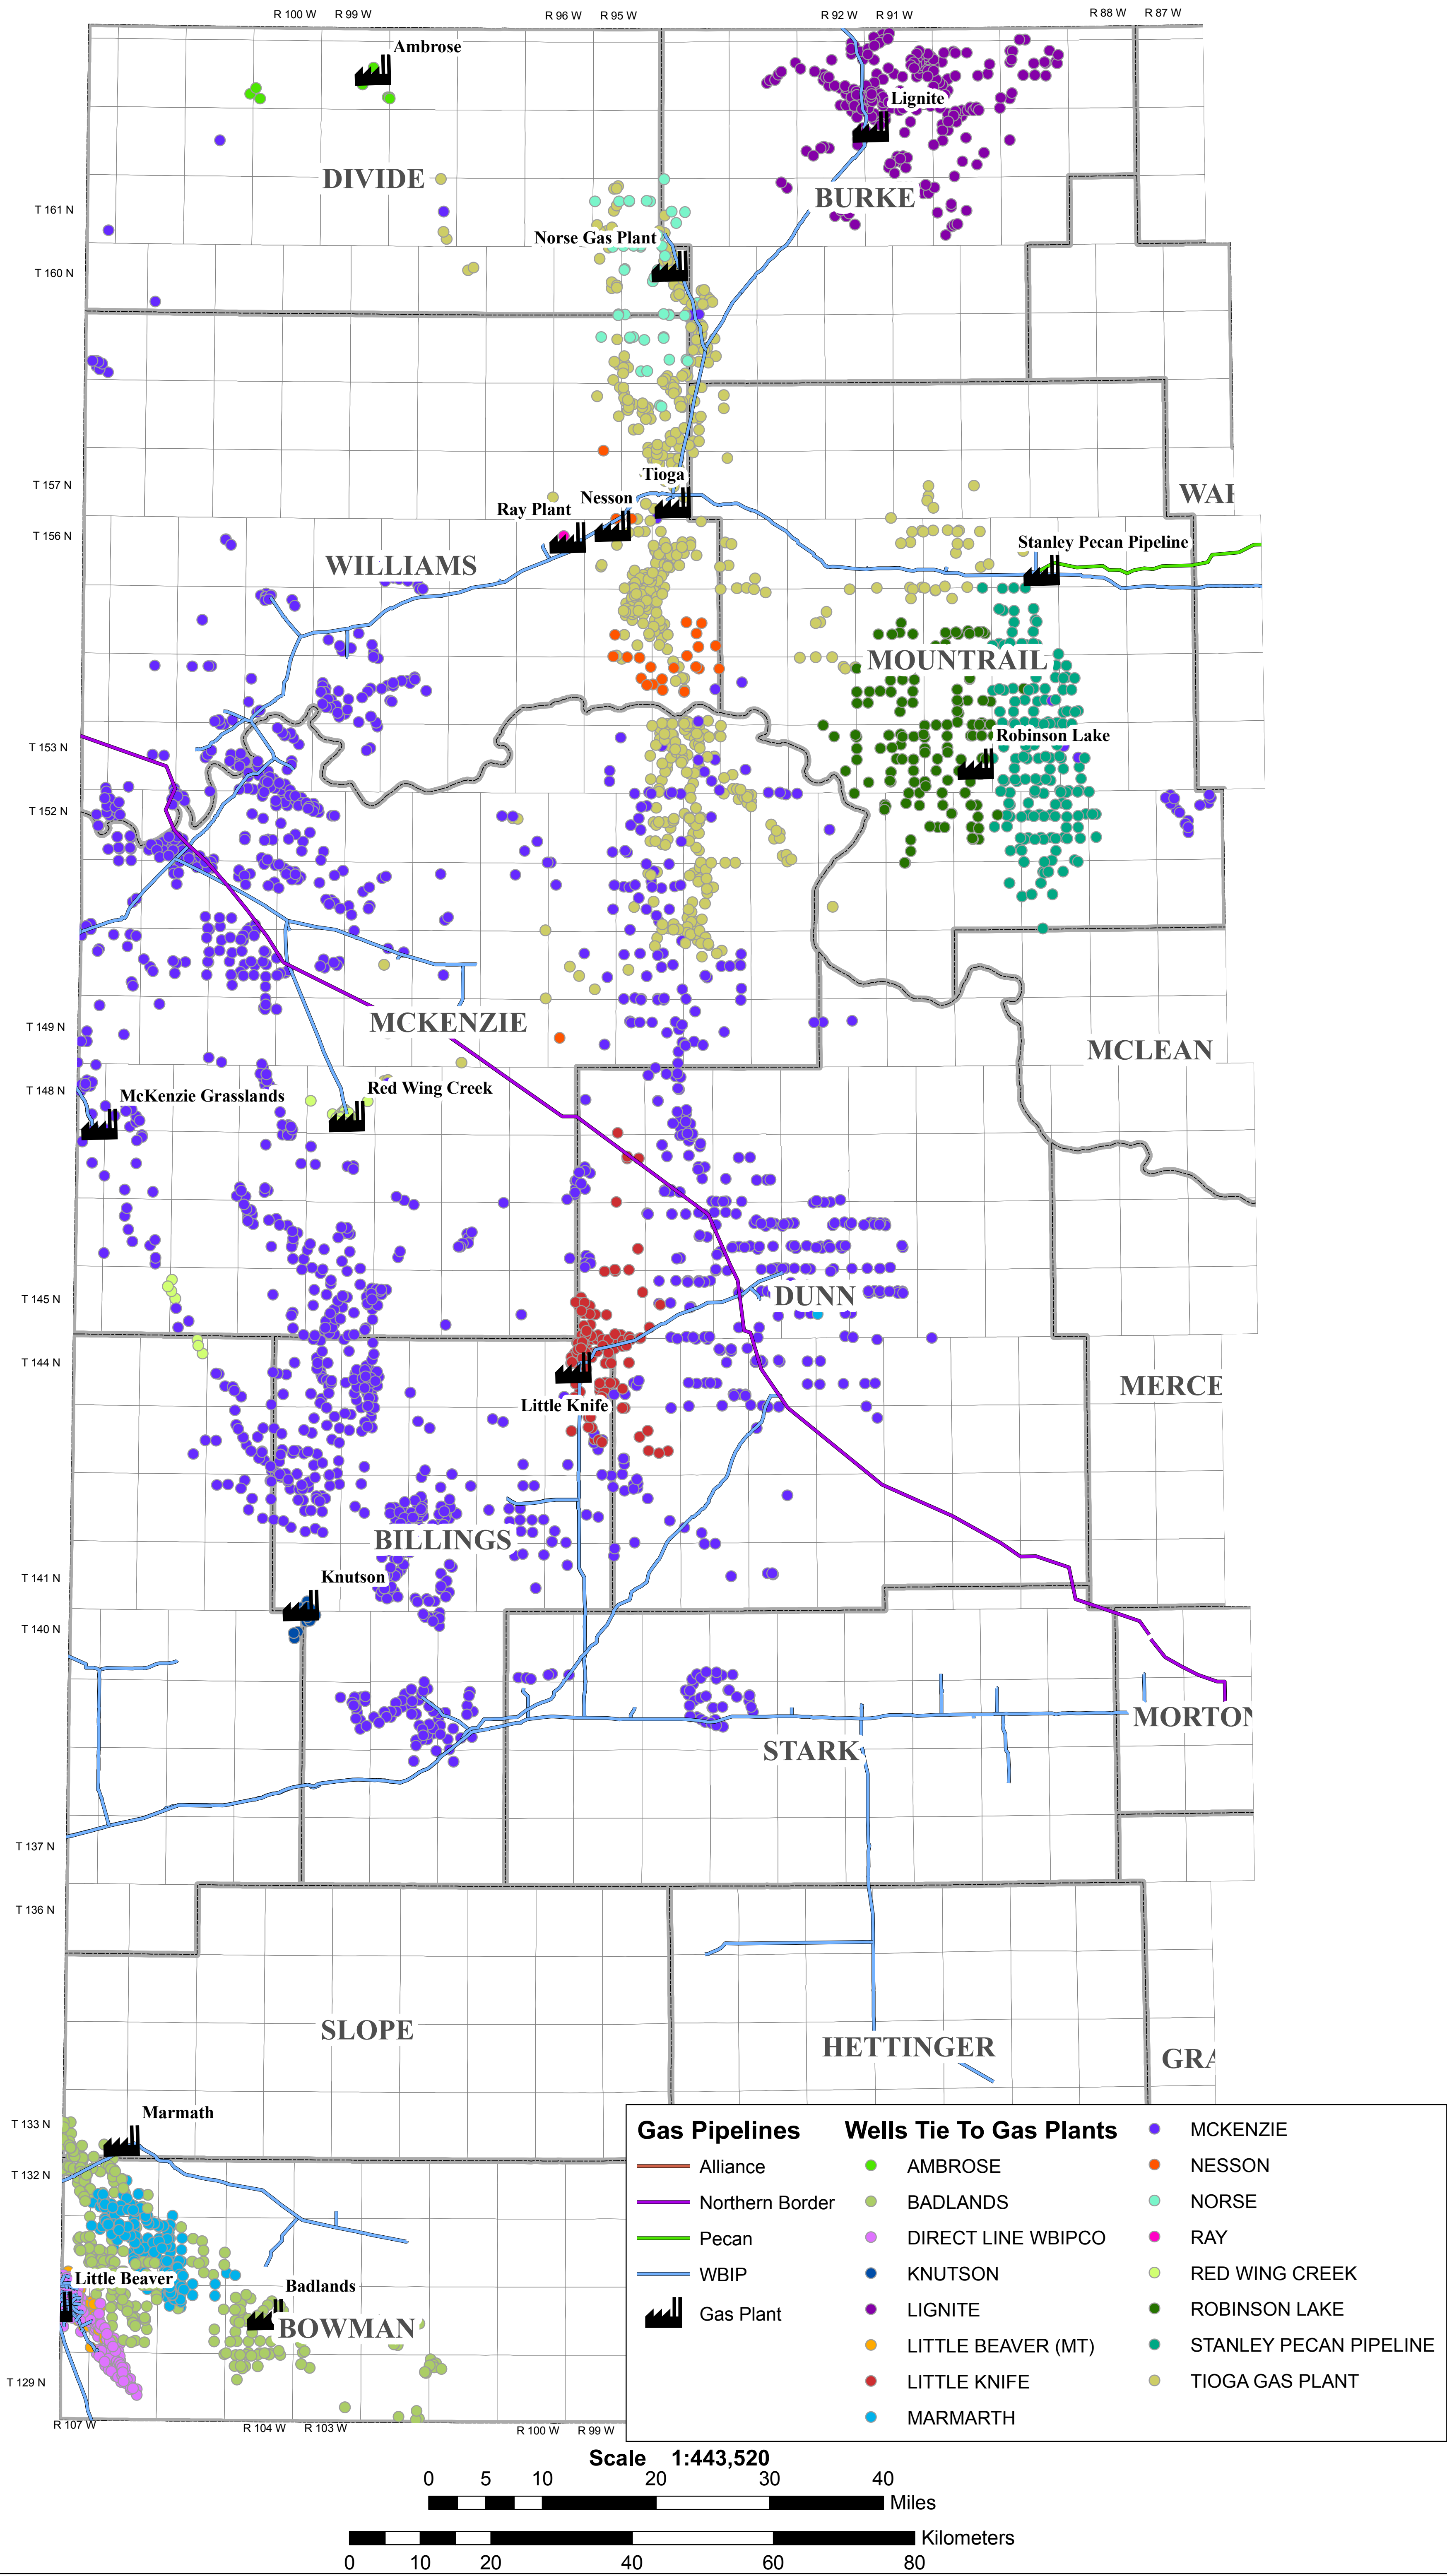 R 100 W R 99 W R 96 W R 95 W R 92 W R 91 W R 88 W R 87 W
Ambrose
Lignite
DIVIDE
BURKE
T 161 N
Norse Gas Plant
T 160 N
Tioga
T 157 N
WAR
Nesson
Ray Plant
T 156 N
Stanley Pecan Pipeline
WILLIAMS
MOUNTRAIL
Robinson Lake
T 153 N
T 152 N
MCKENZIE
T 149 N
MCLEAN
Red Wing Creek
T 148 N
McKenzie Grasslands
DUNN
T 145 N
T 144 N
MERCE
Little Knife
BILLINGS
Knutson
T 141 N
T 140 N
MORTON
STARK
T 137 N
T 136 N
SLOPE
HETTINGER
GRA
Marmath
T 133 N
T 132 N
Little Beaver
Badlands
BOWMAN
T 129 N
R 107 W R 104 W R 103 W R 100 W R 99 W
Gas Pipelines
Alliance
Northern Border
Pecan
WBIP
Gas Plant
Wells Tie To Gas Plants
AMBROSE
BADLANDS
DIRECT LINE WBIPCO
KNUTSON
LIGNITE
LITTLE BEAVER (MT)
LITTLE KNIFE
MARMARTH
MCKENZIE
NESSON
NORSE
RAY
RED WING CREEK
ROBINSON LAKE
STANLEY PECAN PIPELINE
TIOGA GAS PLANT
Scale 1:443,520
0 5 10 20 30 40
Miles
Kilometers
0 10 20 40 60 80